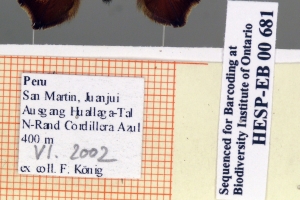 Peru
San Martin, Juanjui
Ausgang Huallaga-Tal
N-Rand Cordillera Azul
400 m
VI. 2002
ex coll. F. König
Sequenced for Barcoding at
Biodiversity Institute of Ontario
HESP-EB 00 681